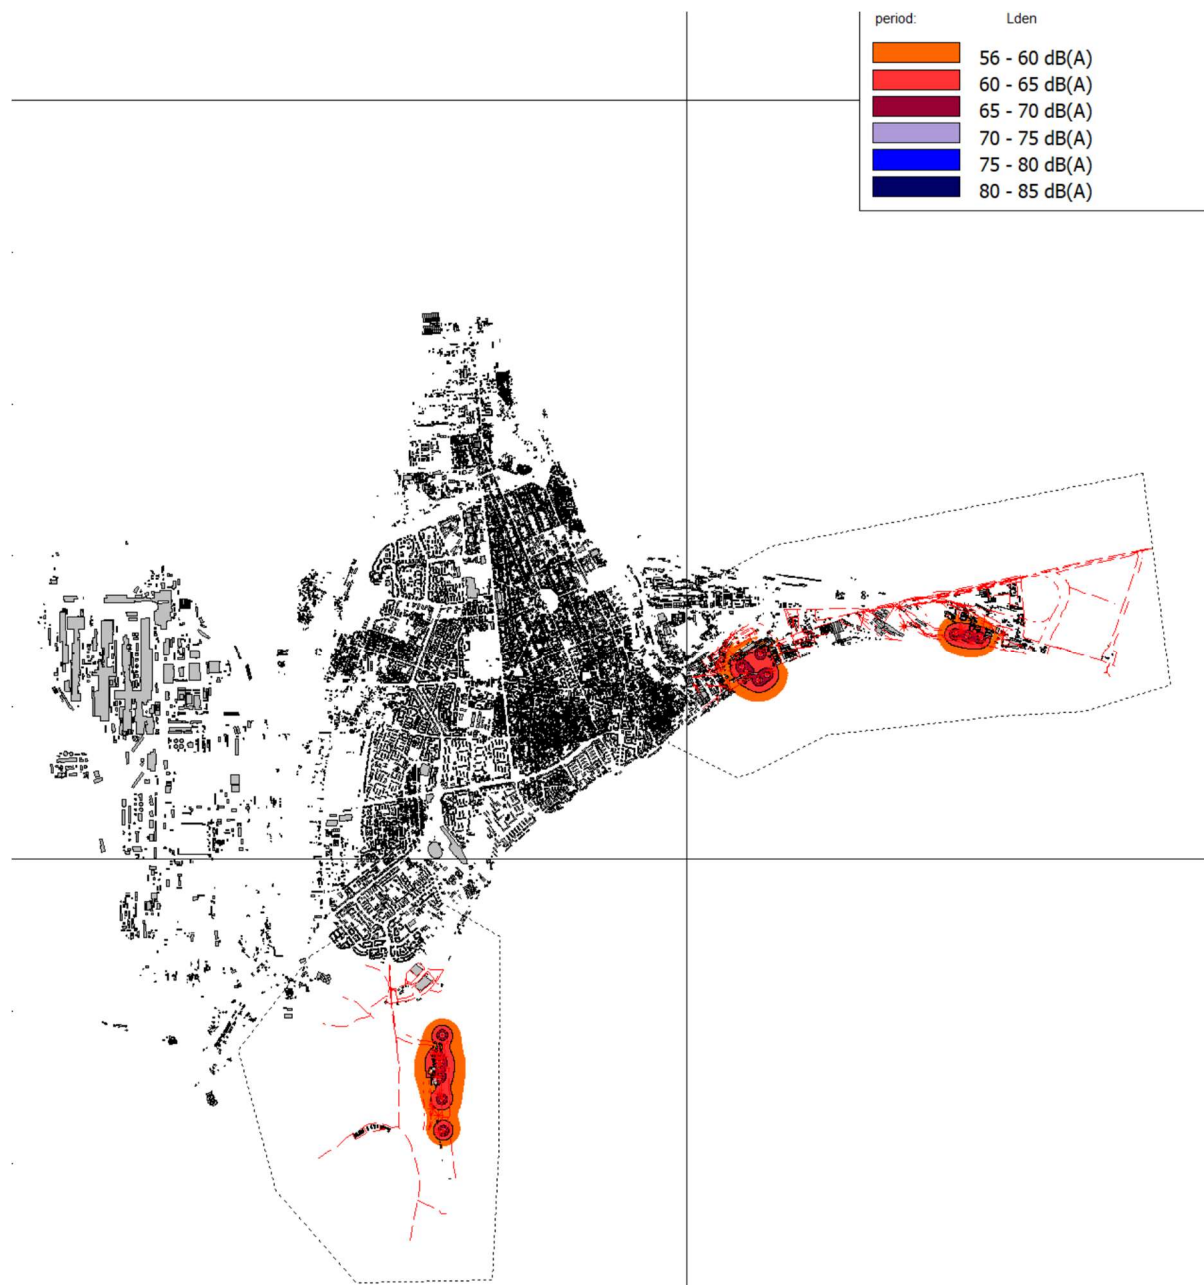 period: Lden
56 - 60 dB(A)
60 - 65 dB(A)
65 - 70 dB(A)
70 - 75 dB(A)
75 - 80 dB(A)
80 - 85 dB(A)